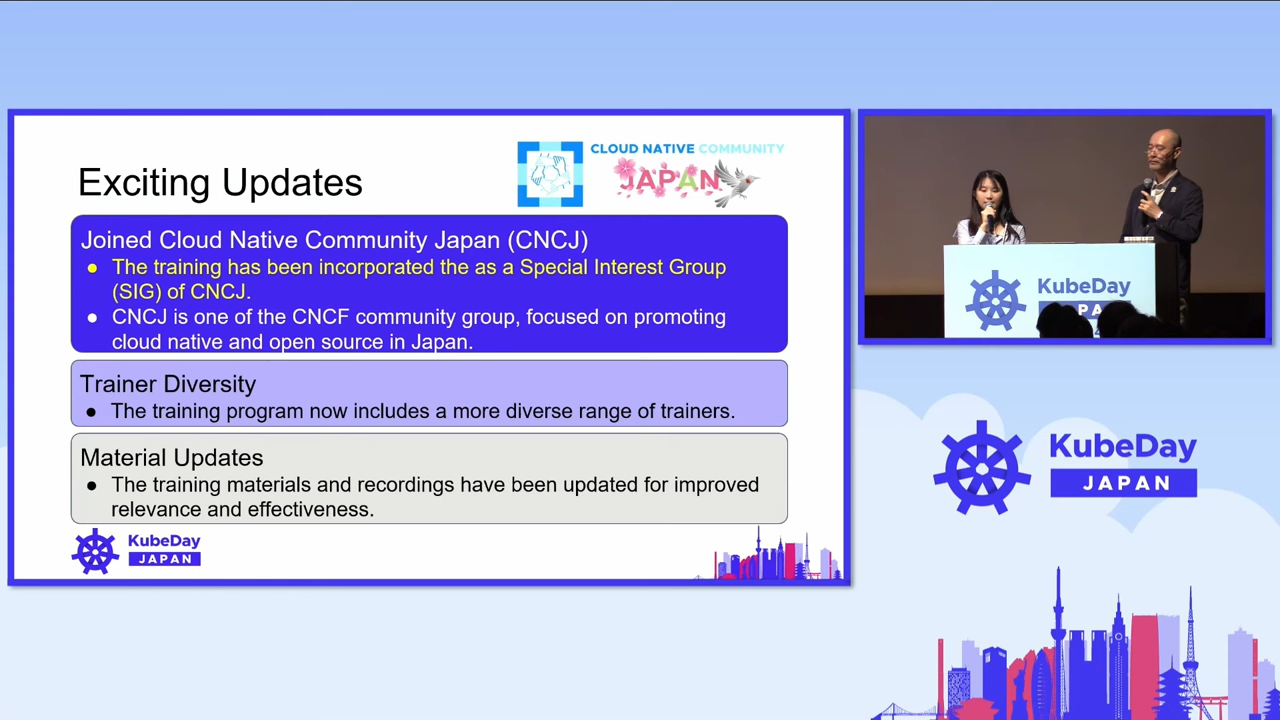 Exciting Updates
CLOUD NATIVE COMMUNITY
JAPAN
Joined Cloud Native Community Japan (CNCJ)
● The training has been incorporated the as a Special Interest Group
(SIG) of CNCJ.
● CNCJ is one of the CNCF community group, focused on promoting
cloud native and open source in Japan.
Trainer Diversity
● The training program now includes a more diverse range of trainers.
Material Updates
● The training materials and recordings have been updated for improved
relevance and effectiveness.
KubeDay
JAPAN
KubeDay
KubeDay
JAPAN